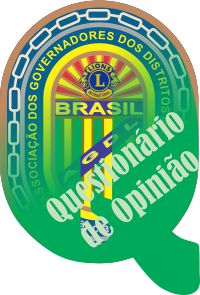 ASSOCIAÇÃO DOS GOVERNADORES DOS DISTRITOS
LIONS
L
BRASIL
Questionário
de Opinião